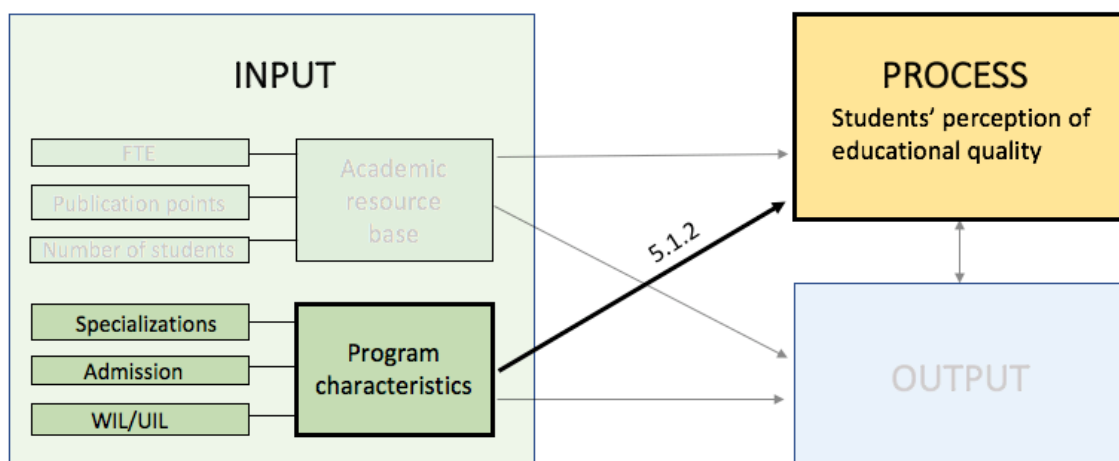 INPUT
FTE
Publication points
Number of students
Academic
resource
base
Specializations
Admission
WIL/UIL
Program
characteristics
5.1.2
PROCESS
Students’ perception of
educational quality
OUTPUT